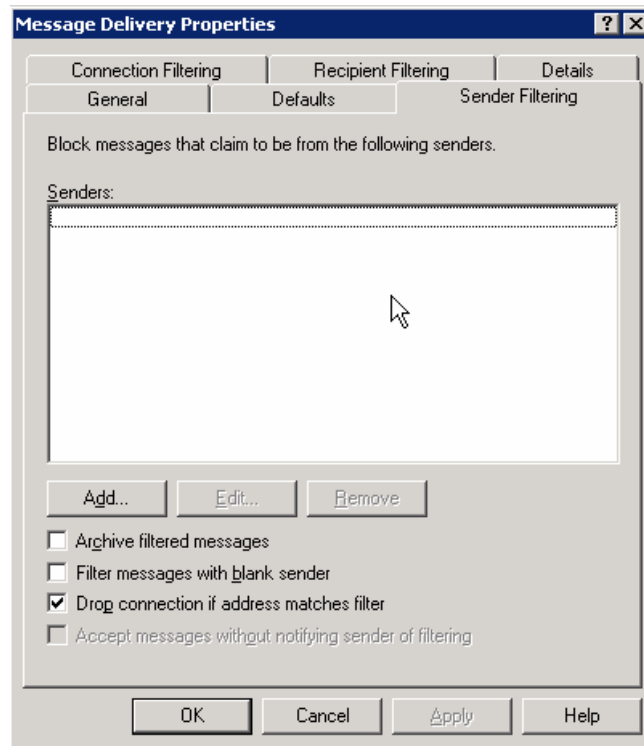 Message Delivery Properties
Connection Filtering Recipient Filtering Details
General Defaults Sender Filtering
Block messages that claim to be from the following senders.
Senders:
Add... Edit... Remove
Archive filtered messages
Filter messages with blank sender
Drop connection if address matches filter
Accept messages without notifying sender of filtering
OK Cancel Apply Help